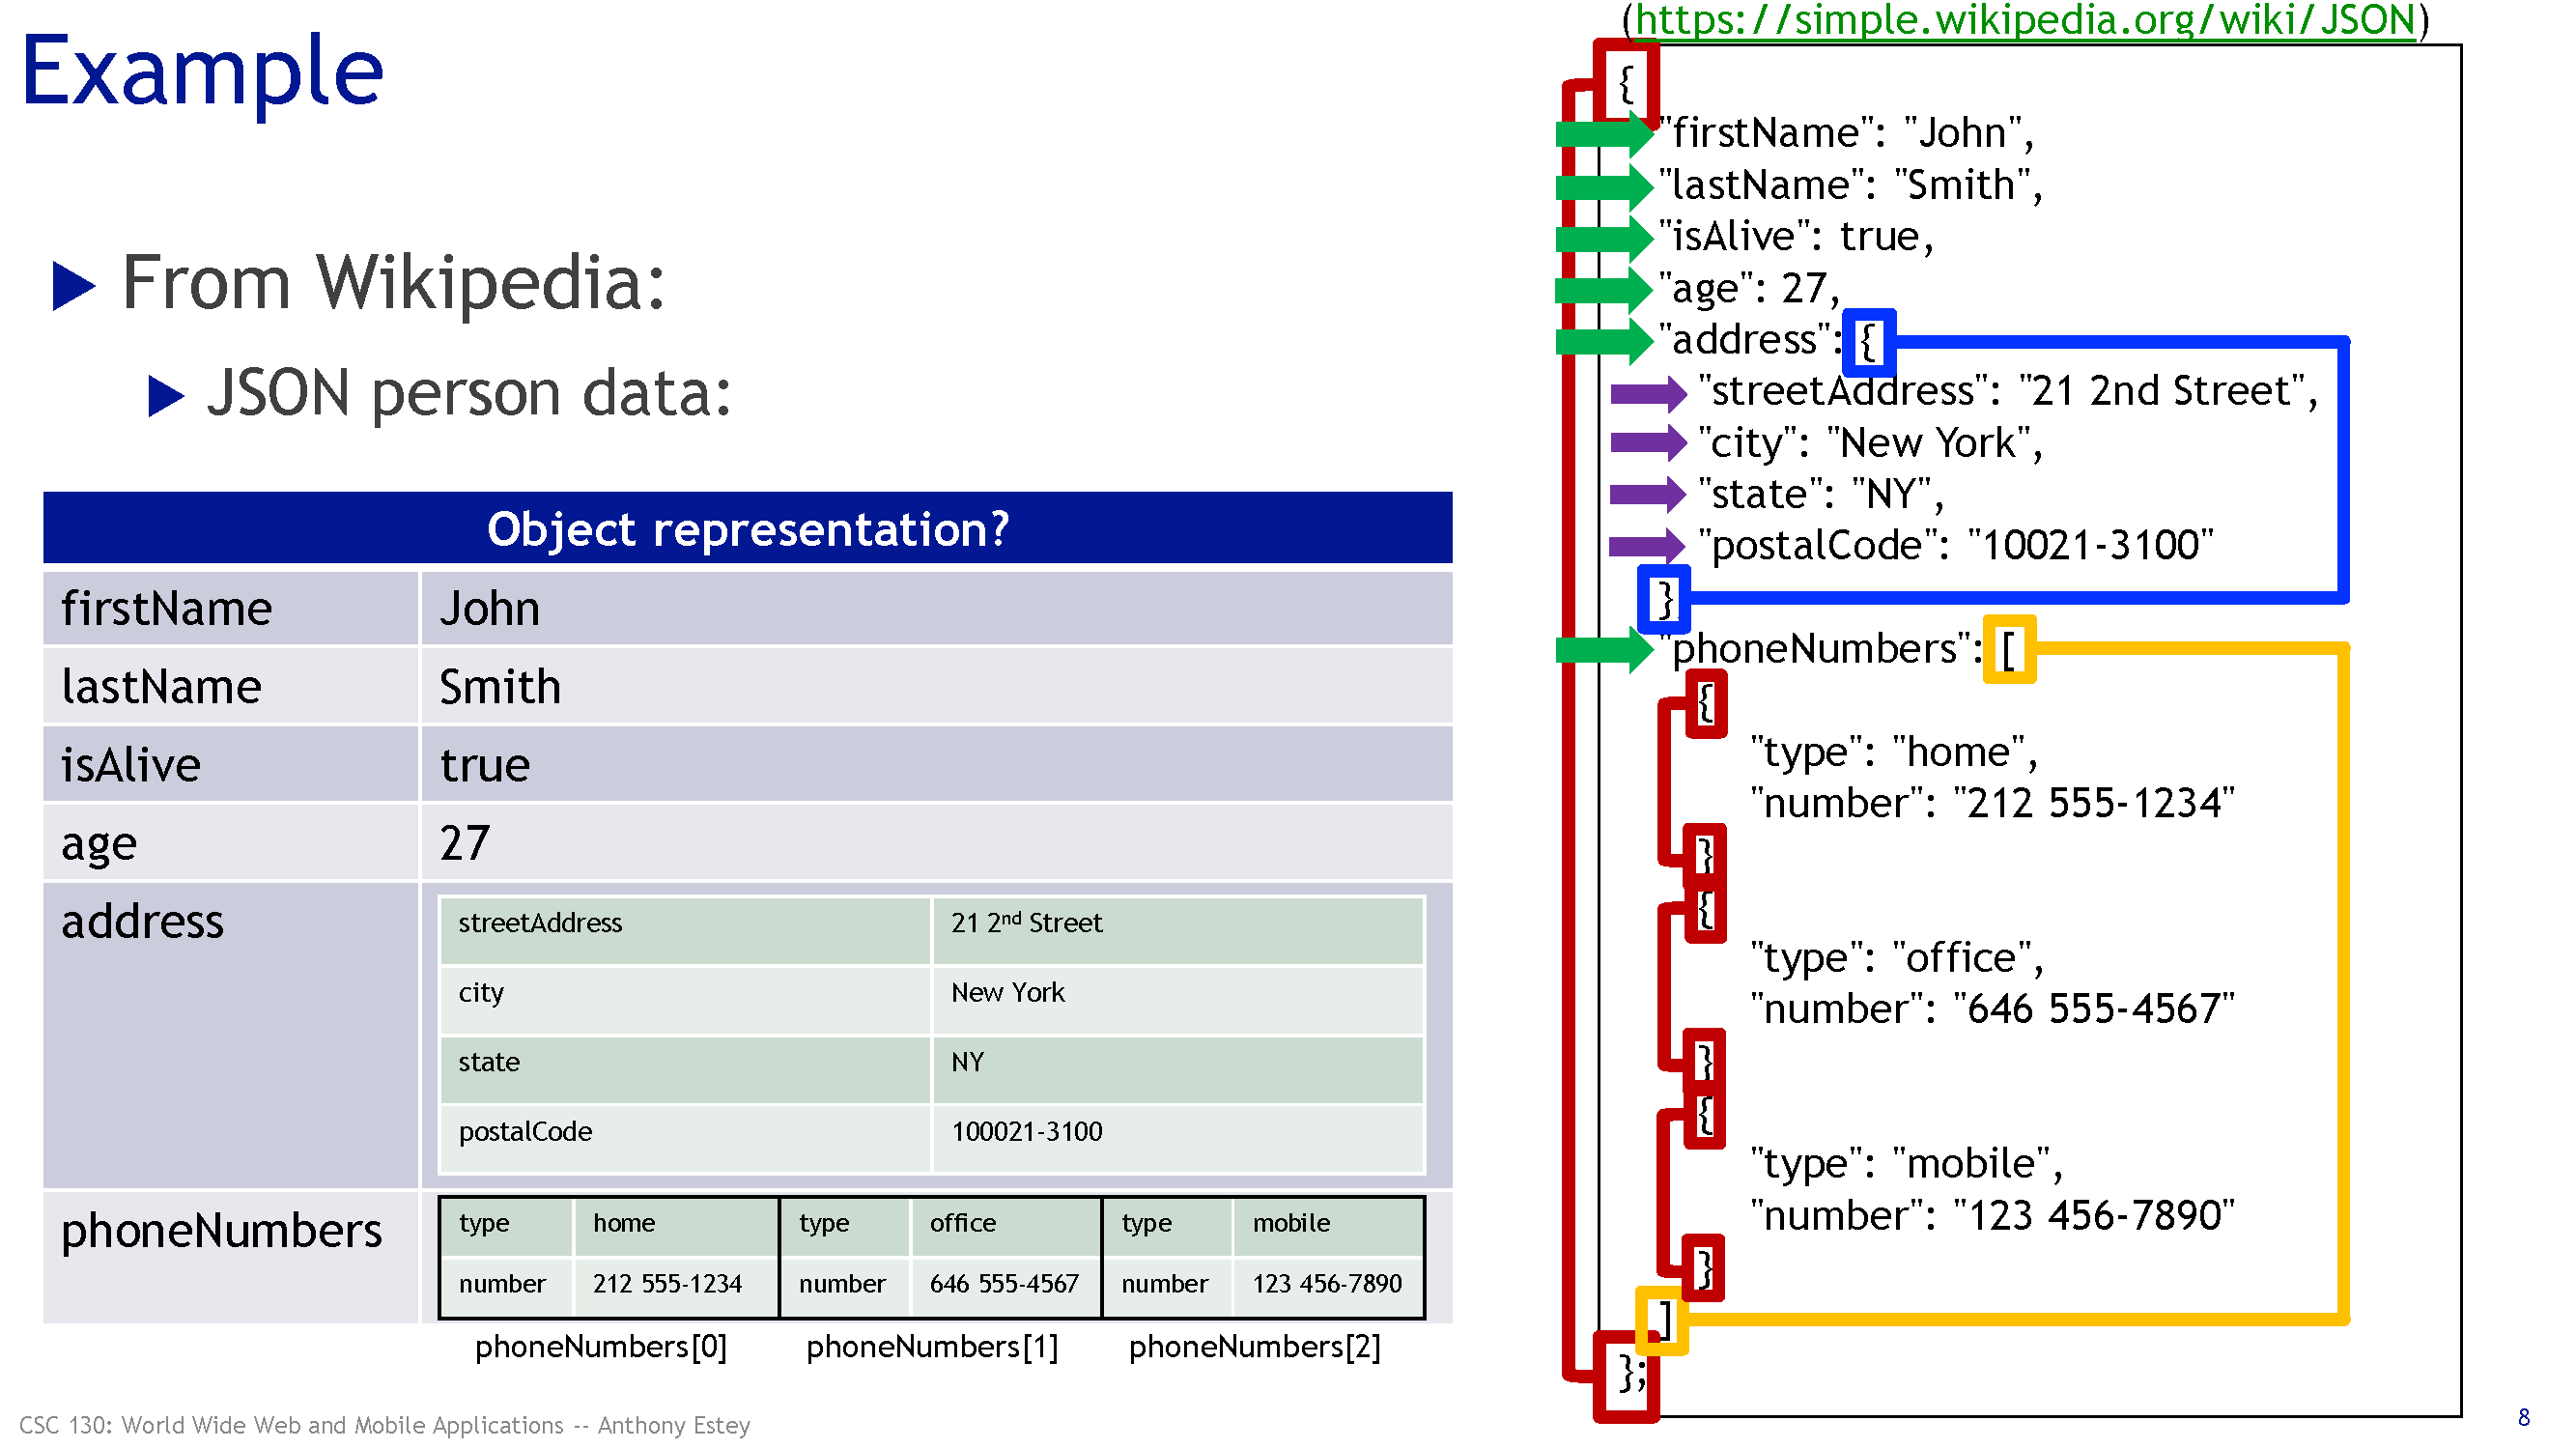 Example
From Wikipedia:
JSON person data:
Object representation?
firstName John
lastName Smith
isAlive true
age 27
address
streetAddress 21 2nd Street
city New York
state NY
postalCode 100021-3100
phoneNumbers
type home type office type mobile
number 212 555-1234 number 646 555-4567 number 123 456-7890
phoneNumbers[0] phoneNumbers[1] phoneNumbers[2]
(https://simple.wikipedia.org/wiki/JSON)
{
"firstName": "John",
"lastName": "Smith",
"isAlive": true,
"age": 27,
"address": {
"streetAddress": "21 2nd Street",
"city": "New York",
"state": "NY",
"postalCode": "10021-3100"
}
"phoneNumbers": [
{
"type": "home",
"number": "212 555-1234"
}
{
"type": "office",
"number": "646 555-4567"
}
{
"type": "mobile",
"number": "123 456-7890"
}
]
};
CSC 130: World Wide Web and Mobile Applications -- Anthony Estey
8